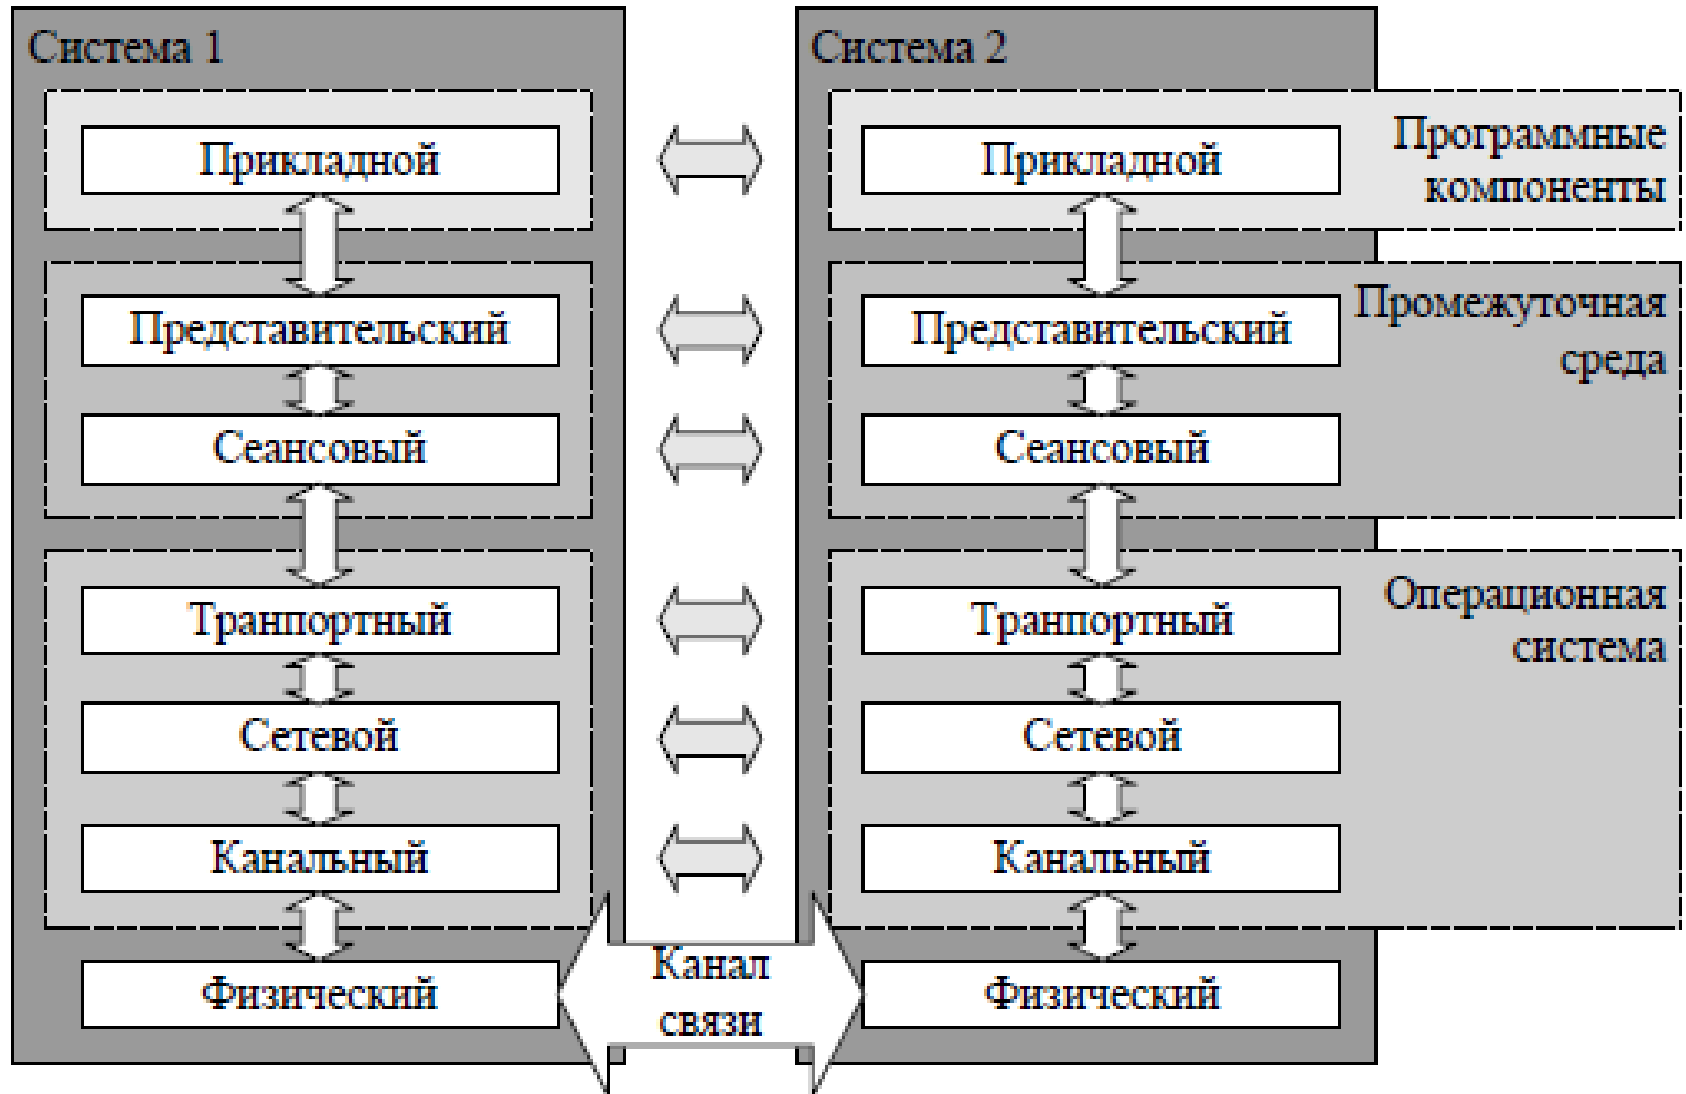 Система 1
Прикладной
Представительский
Сеансовый
Транпортный
Сетевой
Канальный
Физический
Канал
связи
Система 2
Прикладной
Программные
компоненты
Представительский
Промежуточная
среда
Сеансовый
Транпортный
Операционная
система
Сетевой
Канальный
Физический